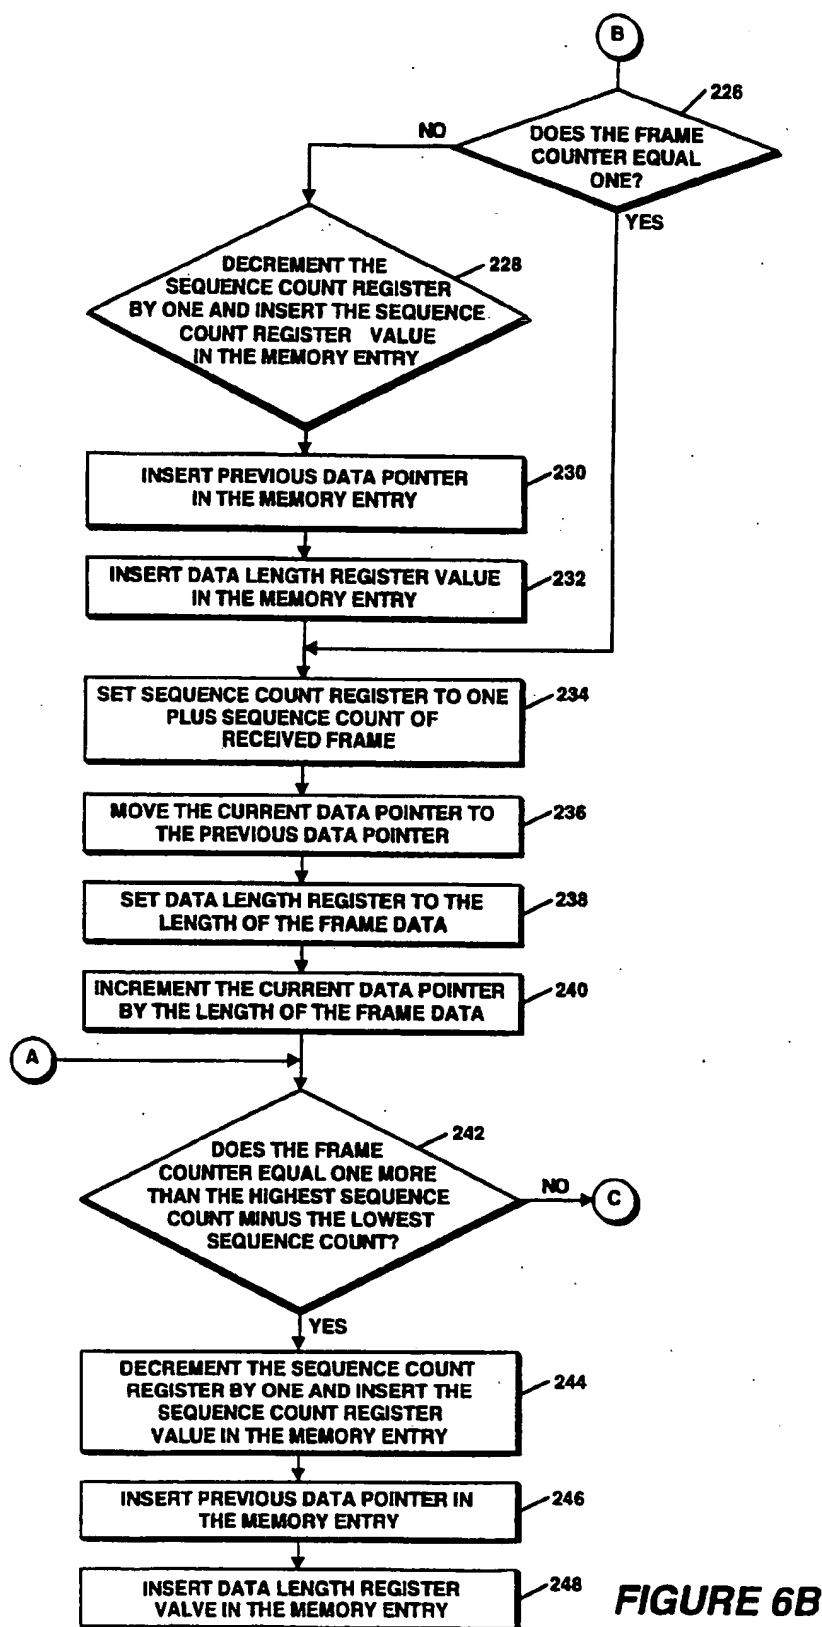 B
226
DOES THE FRAME
COUNTER EQUAL
ONE?
NO
YES
228
DECREMENT THE
SEQUENCE COUNT REGISTER
BY ONE AND INSERT THE SEQUENCE
COUNT REGISTER VALUE
IN THE MEMORY ENTRY
INSERT PREVIOUS DATA POINTER
IN THE MEMORY ENTRY
230
INSERT DATA LENGTH REGISTER VALUE
IN THE MEMORY ENTRY
232
SET SEQUENCE COUNT REGISTER TO ONE
PLUS SEQUENCE COUNT OF
RECEIVED FRAME
234
MOVE THE CURRENT DATA POINTER TO
THE PREVIOUS DATA POINTER
236
SET DATA LENGTH REGISTER TO THE
LENGTH OF THE FRAME DATA
238
INCREMENT THE CURRENT DATA POINTER
BY THE LENGTH OF THE FRAME DATA
240
A
242
DOES THE FRAME
COUNTER EQUAL ONE MORE
THAN THE HIGHEST SEQUENCE
COUNT MINUS THE LOWEST
SEQUENCE COUNT?
NO
C
YES
DECREMENT THE SEQUENCE COUNT
REGISTER BY ONE AND INSERT THE
SEQUENCE COUNT REGISTER
VALUE IN THE MEMORY ENTRY
244
INSERT PREVIOUS DATA POINTER IN
THE MEMORY ENTRY
246
INSERT DATA LENGTH REGISTER
VALVE IN THE MEMORY ENTRY
248
FIGURE 6B